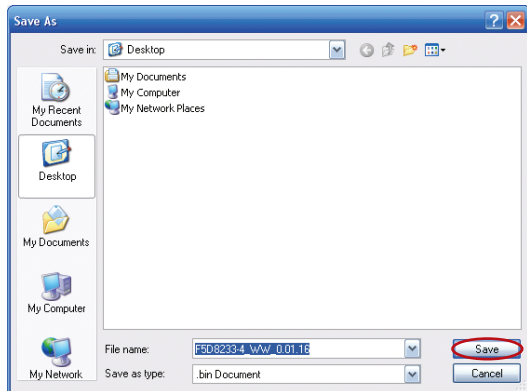 Save As
Save in:
Desktop
My Documents
My Computer
My Network Places
My Recent
Documents
Desktop
My Documents
My Computer
My Network
File name:
F5D8233-4_WW_0.01.16
Save
Save as type:
.bin Document
Cancel